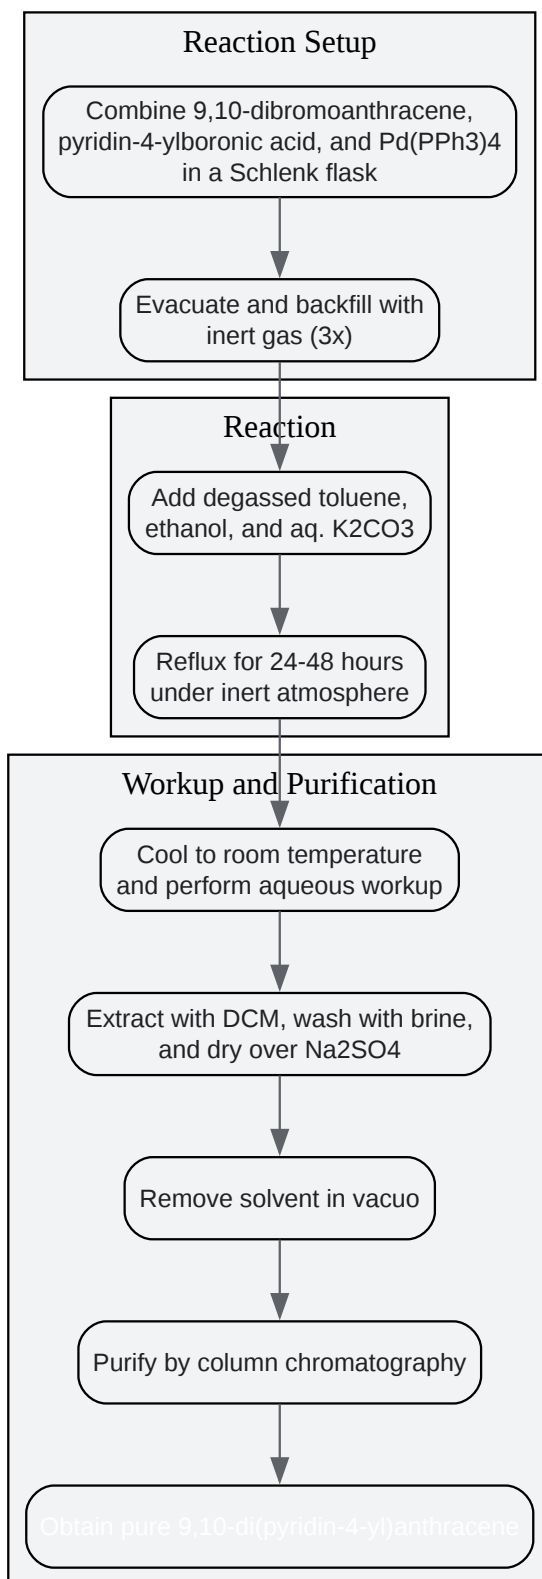 Reaction Setup
Combine 9,10-dibromoanthracene,
pyridin-4-ylboronic acid, and Pd(PPh3)4
in a Schlenk flask
Evacuate and backfill with
inert gas (3x)
Reaction
Add degassed toluene,
ethanol, and aq. K2CO3
Reflux for 24-48 hours
under inert atmosphere
Workup and Purification
Cool to room temperature
and perform aqueous workup
Extract with DCM, wash with brine,
and dry over Na2SO4
Remove solvent in vacuo
Purify by column chromatography
Obtain pure 9,10-di(pyridin-4-yl)anthracene